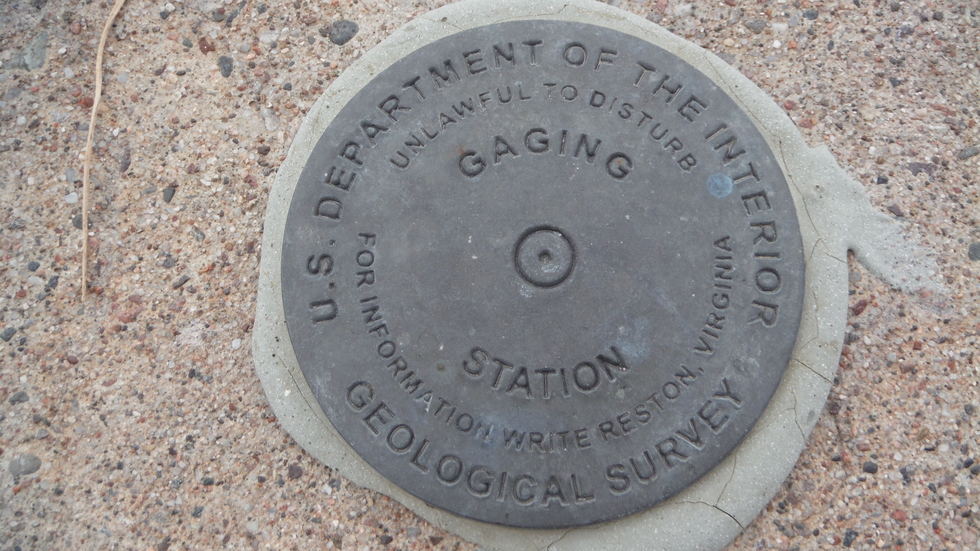 U.S. DEPARTMENT OF THE INTERIOR
UNLAWFUL TO DISTURB
GAGING
STATION
FOR INFORMATION WRITE RESTON, VIRGINIA
GEOLOGICAL SURVEY